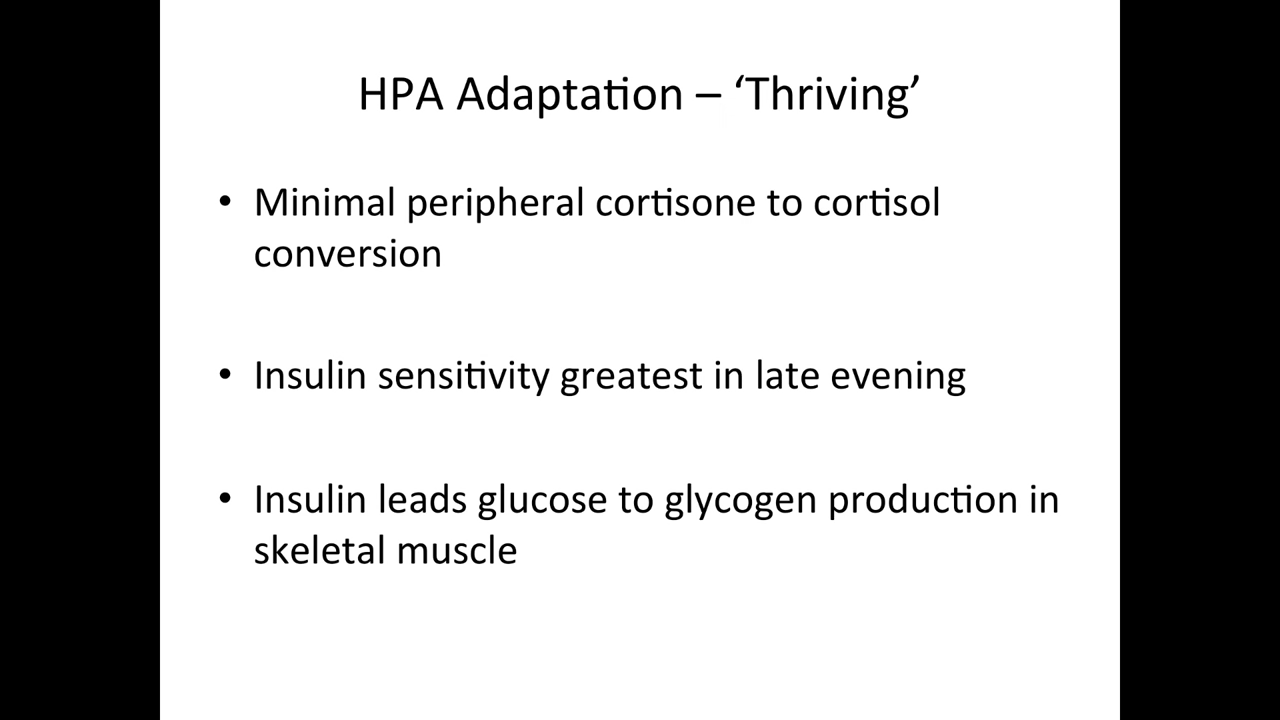 HPA Adaptation – ‘Thriving’
• Minimal peripheral cortisone to cortisol
conversion
• Insulin sensitivity greatest in late evening
• Insulin leads glucose to glycogen production in
skeletal muscle